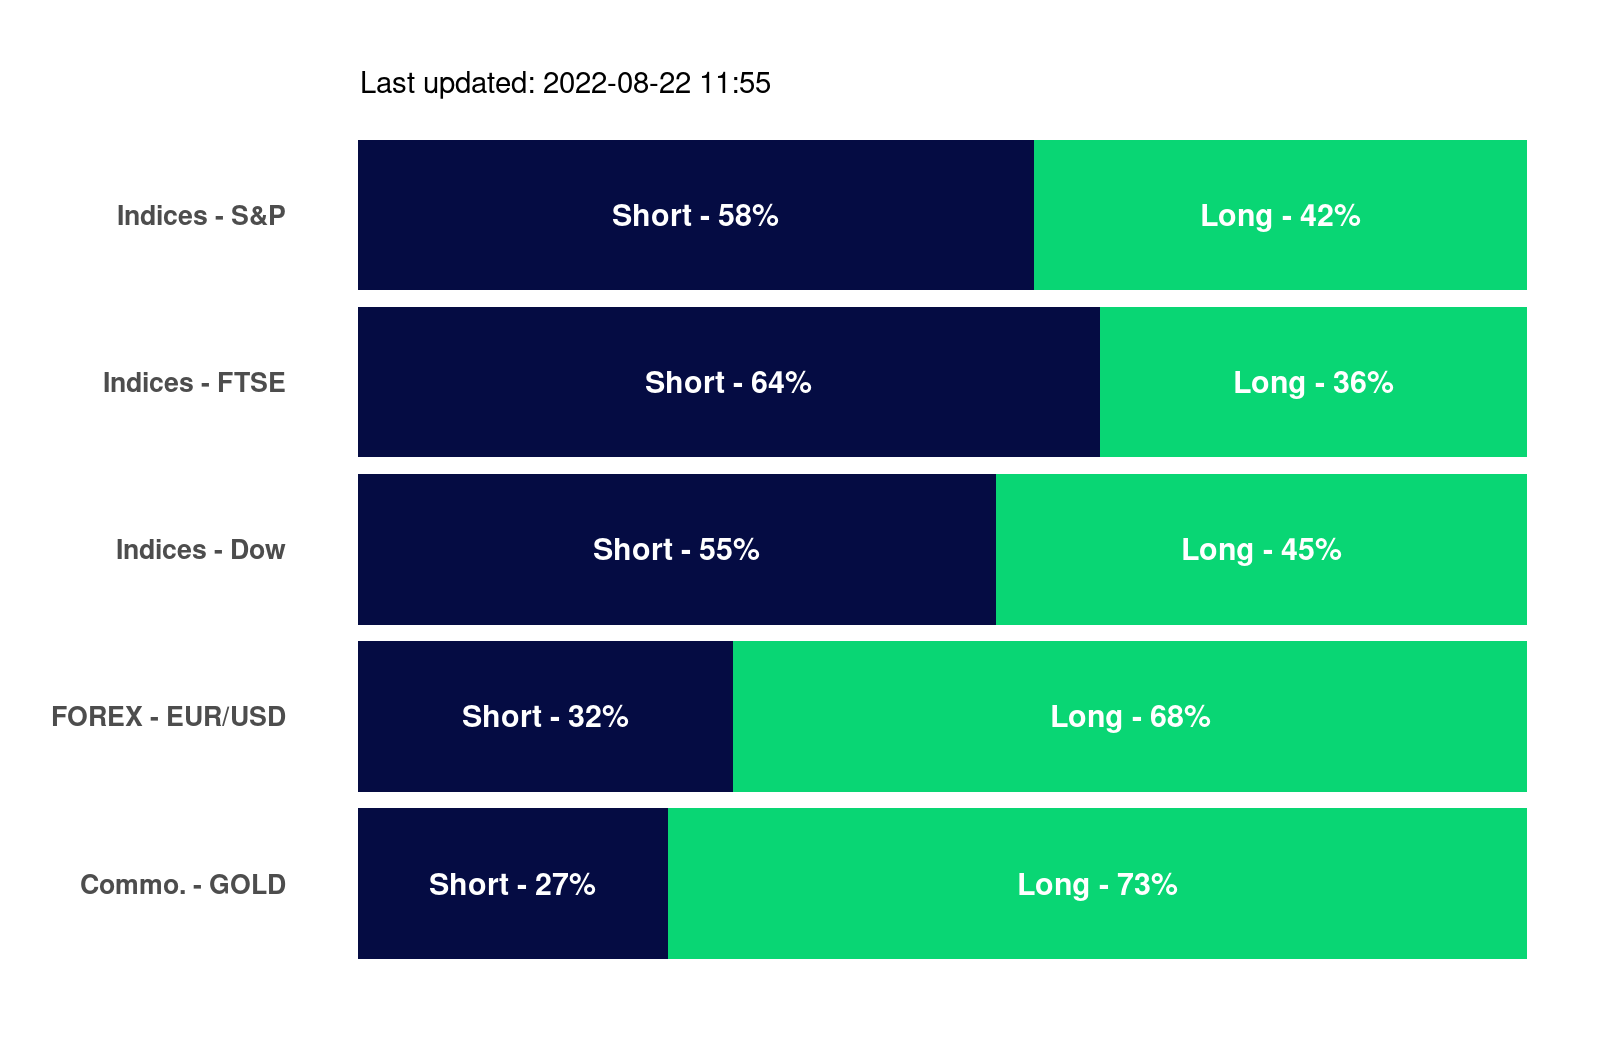 Last updated: 2022-08-22 11:55
Indices - S&P Short - 58% Long - 42%
Indices - FTSE Short - 64% Long - 36%
Indices - Dow Short - 55% Long - 45%
FOREX - EUR/USD Short - 32% Long - 68%
Commo. - GOLD Short - 27% Long - 73%